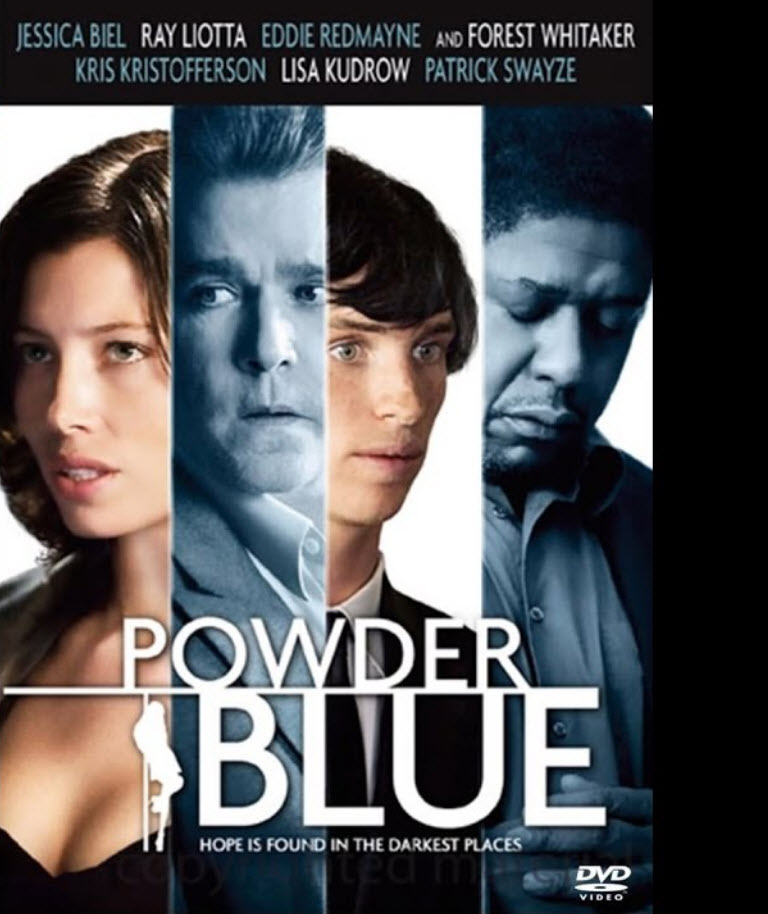 JESSICA BIEL RAY LIOTTA EDDIE REDMAYNE AND FOREST WHITAKER
KRIS KRISTOFFERSON LISA KUDROW PATRICK SWAYZE
POWDER
BLUE
HOPE IS FOUND IN THE DARKEST PLACES
DVD
VIDEO